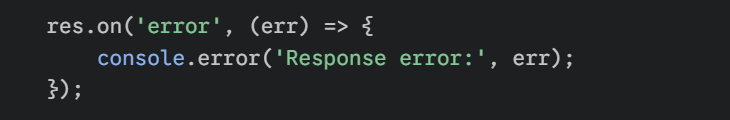 res.on('error', (err) => {
    console.error('Response error:', err);
});